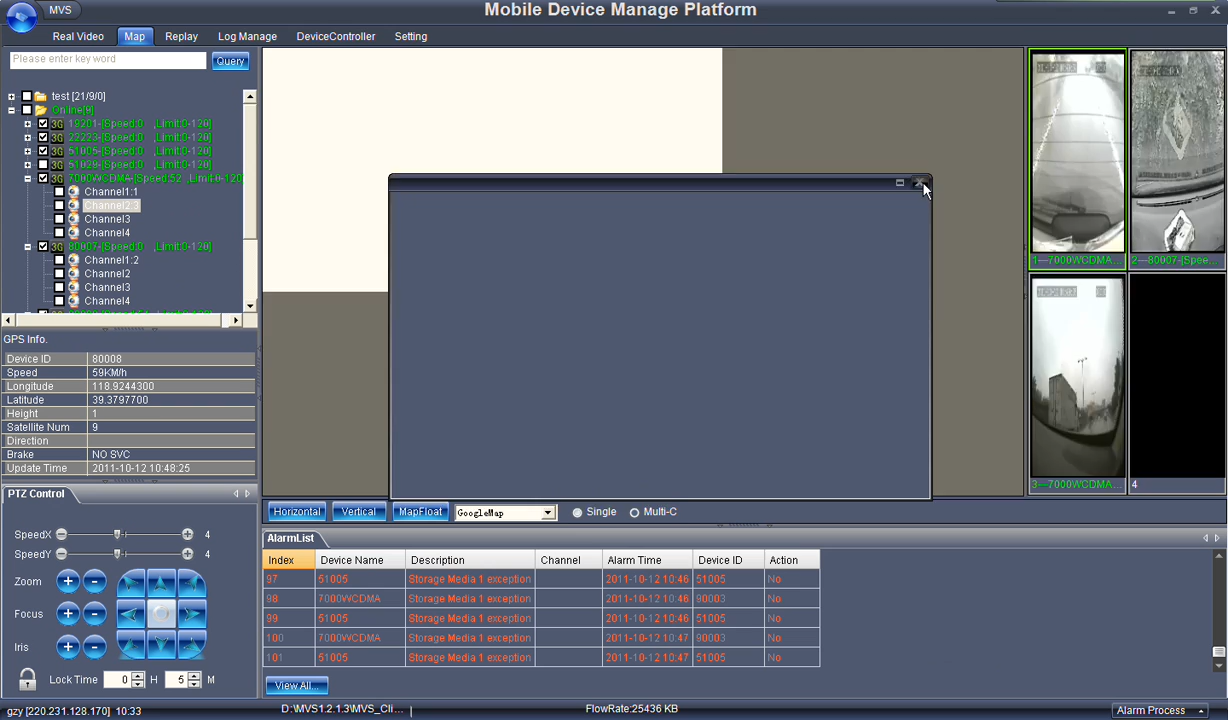 MVS
Mobile Device Manage Platform
Real Video Map Replay Log Manage DeviceController Setting
Please enter key word Query
test [21/9/0]
Online[9]
3G 19201-[Speed:0 ,Limit:0-120]
3G 22223-[Speed:0 ,Limit:0-120]
3G 51005-[Speed:0 ,Limit:0-120]
3G 51029-[Speed:0 ,Limit:0-120]
3G 7000WCDMA-[Speed:52 ,Limit:0-120
Channel1:1
Channel2:3
Channel3
Channel4
3G 80007-[Speed:0 ,Limit:0-120]
Channel1:2
Channel2
Channel3
Channel4
1---7000WCDMA... 2---80007-[Spee...
3---7000WCDMA... 4
GPS Info.
Device ID 80008
Speed 59KM/h
Longitude 118.9244300
Latitude 39.3797700
Height 1
Satellite Num 9
Direction
Brake NO SVC
Update Time 2011-10-12 10:48:25
PTZ Control
SpeedX 4
SpeedY 4
Zoom + -
Focus + -
Iris + -
Lock Time 0 H 5 M
Horizontal Vertical MapFloat GoogleMap Single Multi-C
AlarmList
Index Device Name Description Channel Alarm Time Device ID Action
97 51005 Storage Media 1 exception 2011-10-12 10:46 51005 No
98 7000WCDMA Storage Media 1 exception 2011-10-12 10:46 90003 No
99 51005 Storage Media 1 exception 2011-10-12 10:46 51005 No
100 7000WCDMA Storage Media 1 exception 2011-10-12 10:47 90003 No
101 51005 Storage Media 1 exception 2011-10-12 10:47 51005 No
View All...
gzy [220.231.128.170] 10:33 D:\MVS1.2.1.3\MVS_Cli... FlowRate:25436 KB Alarm Process